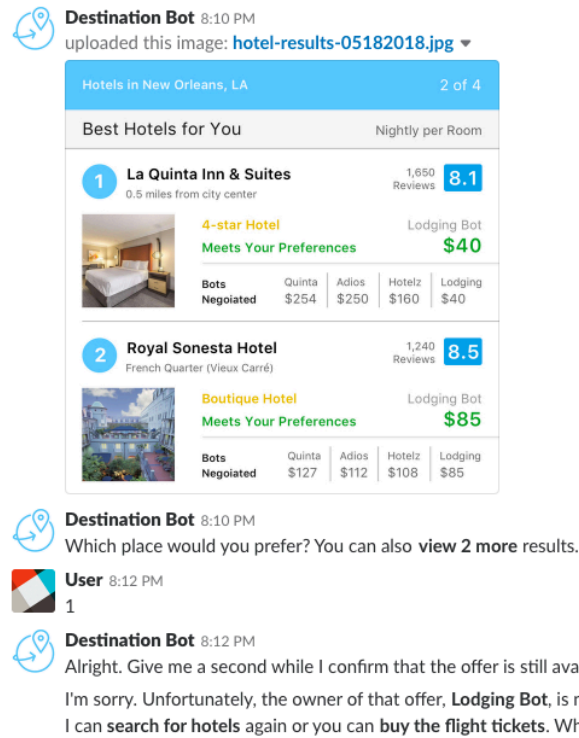 Destination Bot 8:10 PM
uploaded this image: hotel-results-05182018.jpg
Hotels in New Orleans, LA 2 of 4
Best Hotels for You Nightly per Room
1 La Quinta Inn & Suites 1,650 Reviews 8.1
0.5 miles from city center
4-star Hotel Lodging Bot
Meets Your Preferences $40
Bots Quinta Adios Hotelz Lodging
Negoiated $254 $250 $160 $40
2 Royal Sonesta Hotel 1,240 Reviews 8.5
French Quarter (Vieux Carré)
Boutique Hotel Lodging Bot
Meets Your Preferences $85
Bots Quinta Adios Hotelz Lodging
Negoiated $127 $112 $108 $85
Destination Bot 8:10 PM
Which place would you prefer? You can also view 2 more results.
User 8:12 PM
1
Destination Bot 8:12 PM
Alright. Give me a second while I confirm that the offer is still ava
I'm sorry. Unfortunately, the owner of that offer, Lodging Bot, is
I can search for hotels again or you can buy the flight tickets. Wh